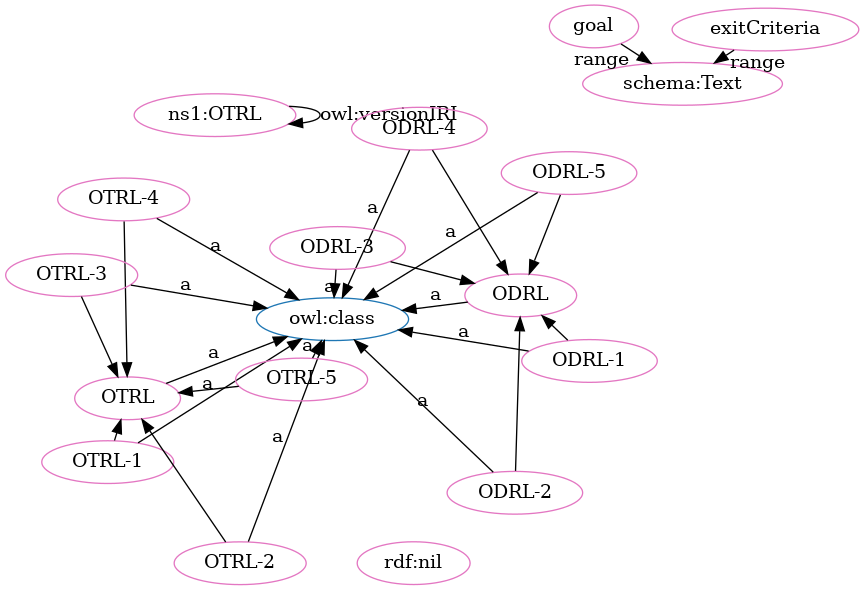 goal
exitCriteria
range
range
schema:Text
ns1:OTRL
owl:versionIRI
ODRL-4
ODRL-5
OTRL-4
a
a
a
ODRL-3
OTRL-3
a
a
a
ODRL
owl:class
a
a
a
ODRL-1
OTRL-5
a
OTRL
a
a
OTRL-1
ODRL-2
OTRL-2
rdf:nil